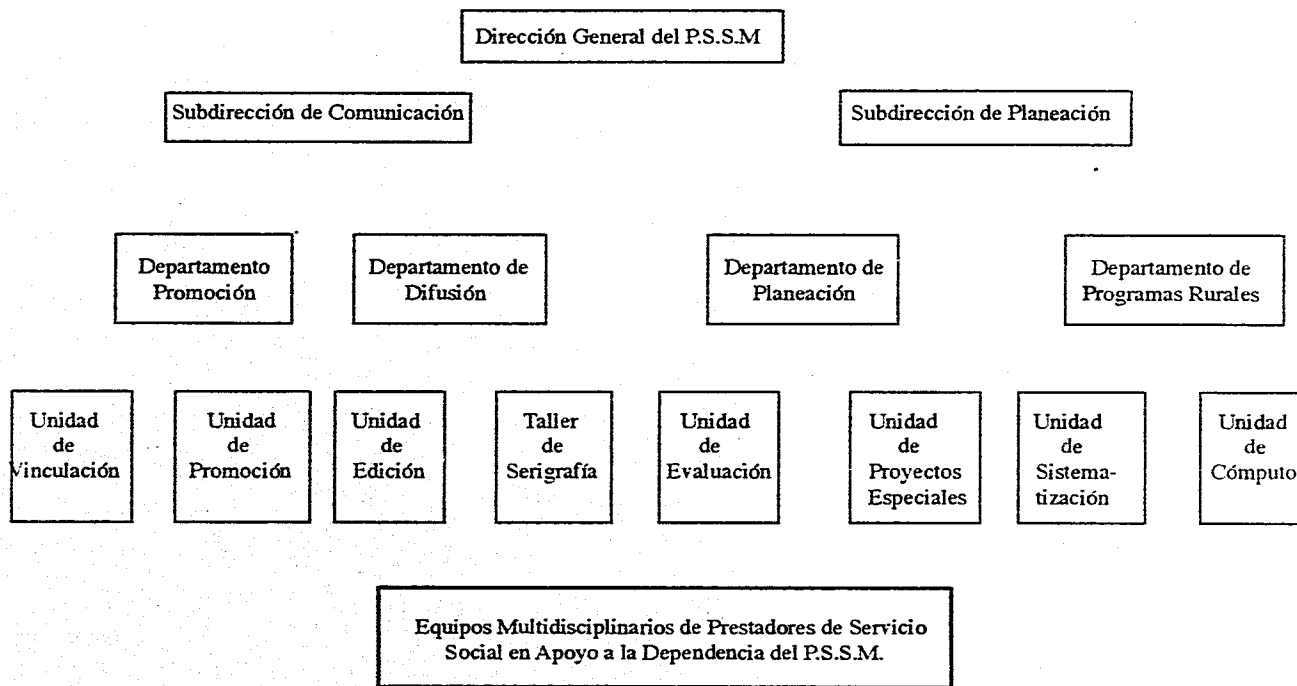 Dirección General del P.S.S.M
Subdirección de Comunicación
Subdirección de Planeación
Departamento
Promoción
Departamento de
Difusión
Departamento de
Planeación
Departamento de
Programas Rurales
Unidad
de
Vinculación
Unidad
de
Promoción
Unidad
de
Edición
Taller
de
Serigrafía
Unidad
de
Evaluación
Unidad
de
Proyectos
Especiales
Unidad
de
Sistema-
tización
Unidad
de
Cómputo
Equipos Multidisciplinarios de Prestadores de Servicio
Social en Apoyo a la Dependencia del P.S.S.M.